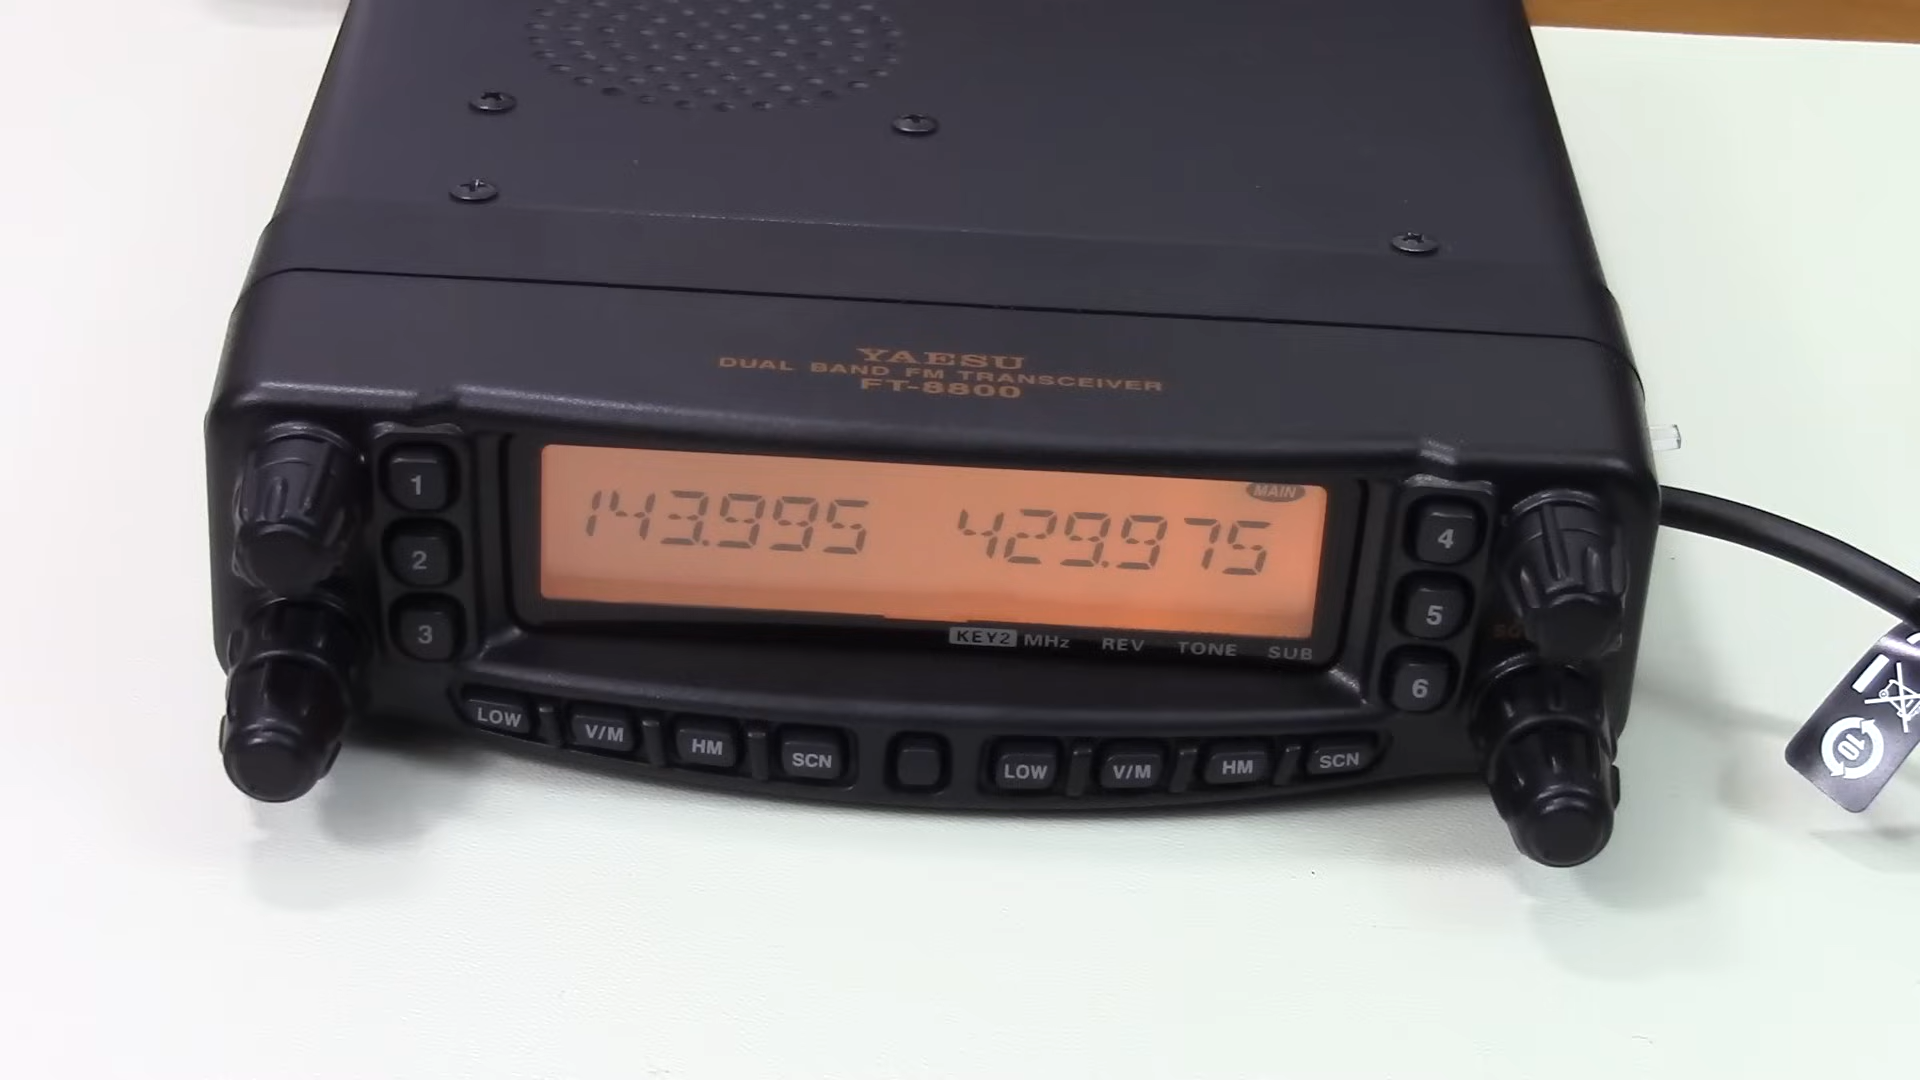 YAESU
DUAL BAND FM TRANSCEIVER
FT-8800
MAIN
143.995 429.975
1
2
3
4
5
6
KEY2 MHz REV TONE SUB
LOW V/M HM SCN LOW V/M HM SCN
10